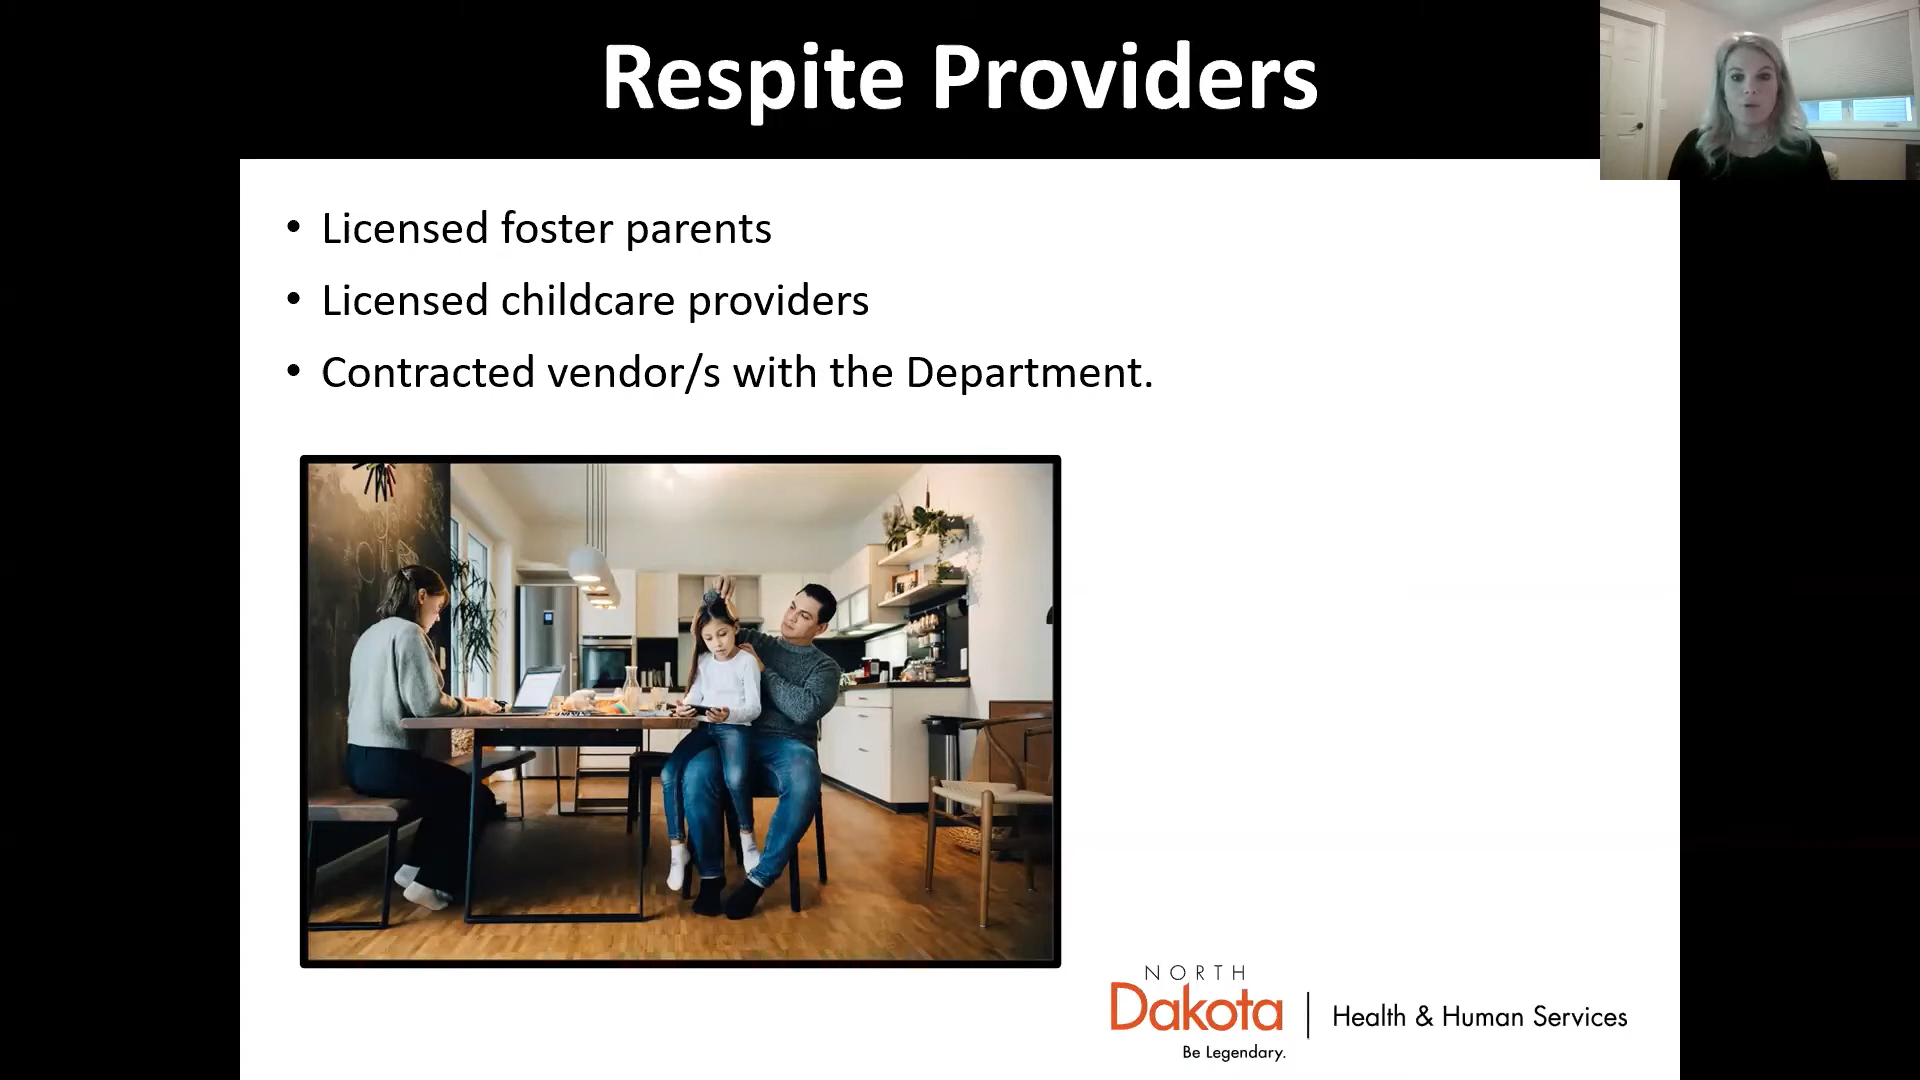 Respite Providers
• Licensed foster parents
• Licensed childcare providers
• Contracted vendor/s with the Department.
NORTH
Dakota
Be Legendary.
Health & Human Services